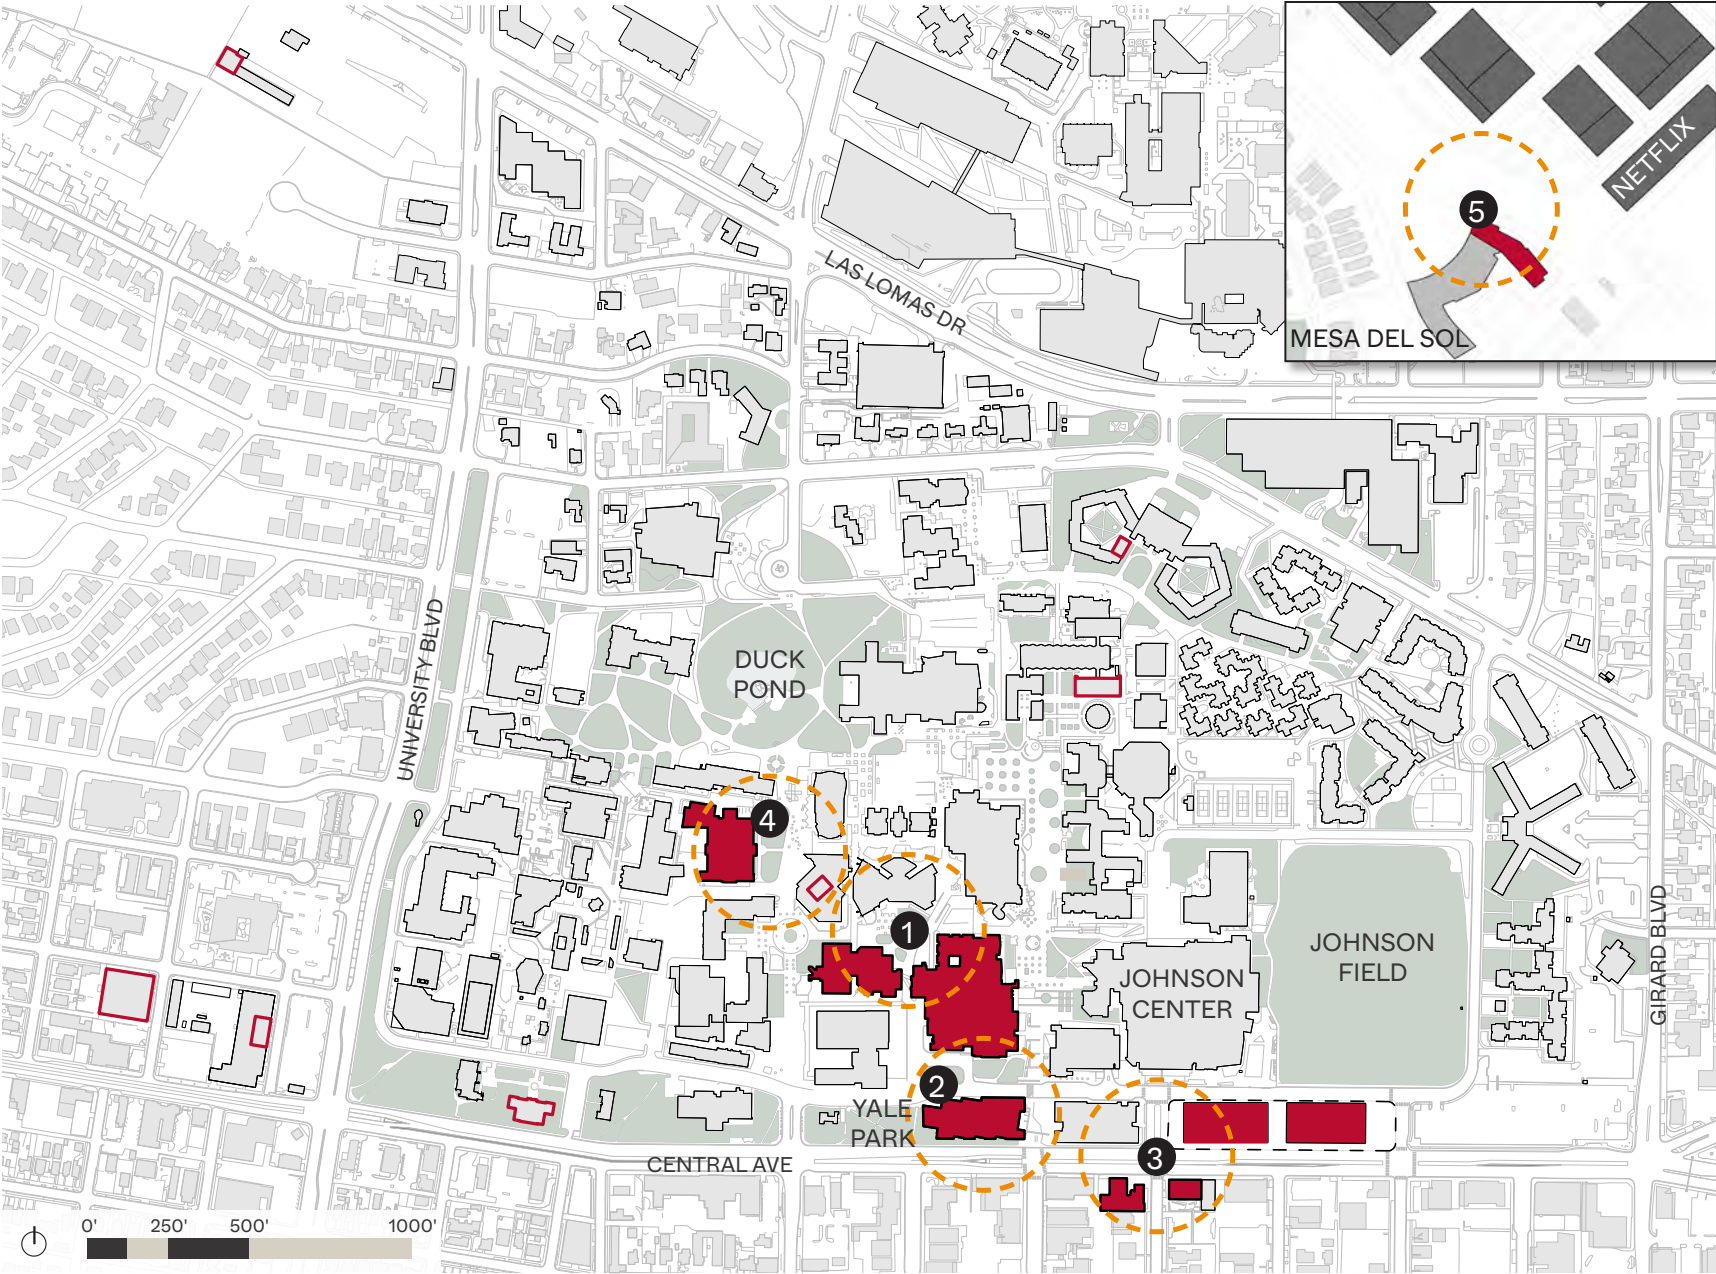 5
NETFLIX
MESA DEL SOL
LAS LOMAS DR
UNIVERSITY BLVD
DUCK
POND
4
1
JOHNSON
FIELD
JOHNSON
CENTER
GIRARD BLVD
2
YALE
PARK
3
CENTRAL AVE
0' 250' 500' 1000'